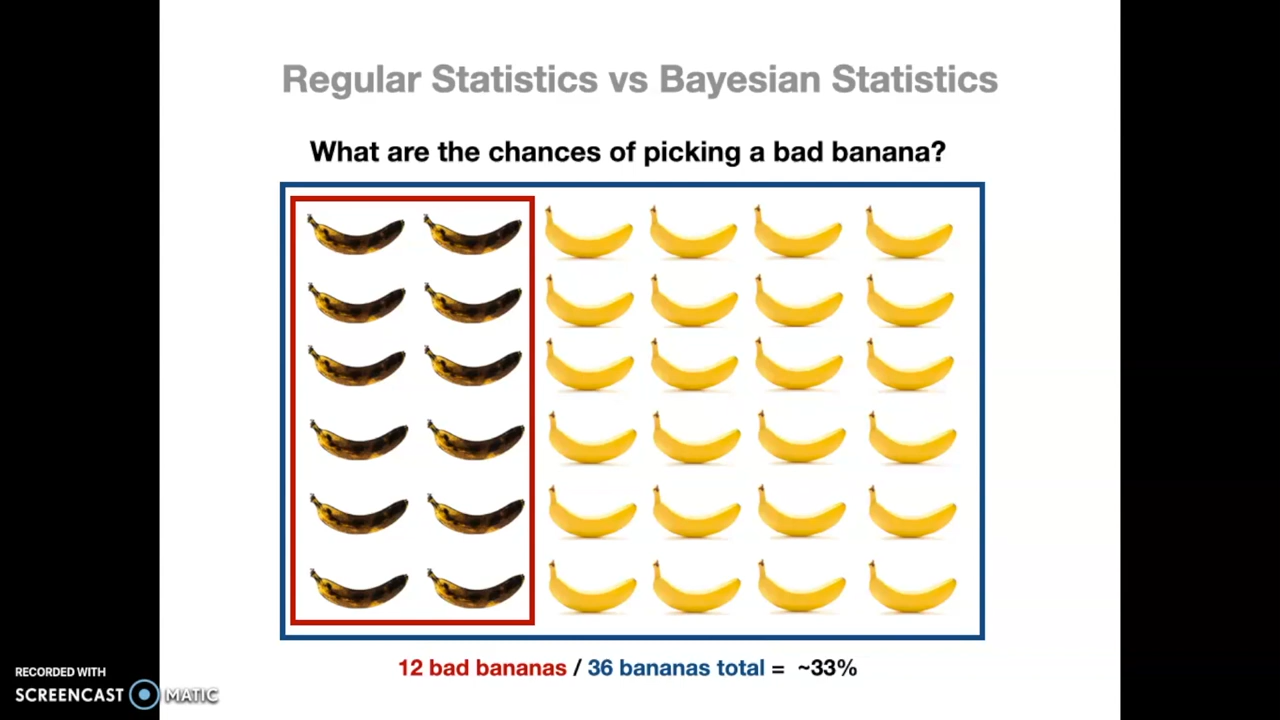 Regular Statistics vs Bayesian Statistics
What are the chances of picking a bad banana?
12 bad bananas / 36 bananas total = ~33%
RECORDED WITH
SCREENCAST MATIC